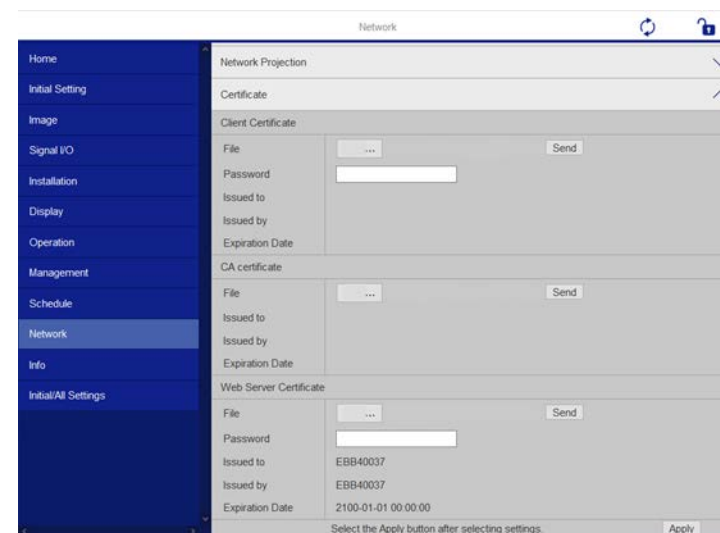 Network
Home
Initial Setting
Image
Signal I/O
Installation
Display
Operation
Management
Schedule
Network
Info
Initial/All Settings
Network Projection
Certificate
Client Certificate
File ... Send
Password
Issued to
Issued by
Expiration Date
CA certificate
File ... Send
Issued to
Issued by
Expiration Date
Web Server Certificate
File ... Send
Password
Issued to EBB40037
Issued by EBB40037
Expiration Date 2100-01-01 00:00:00
Select the Apply button after selecting settings. Apply